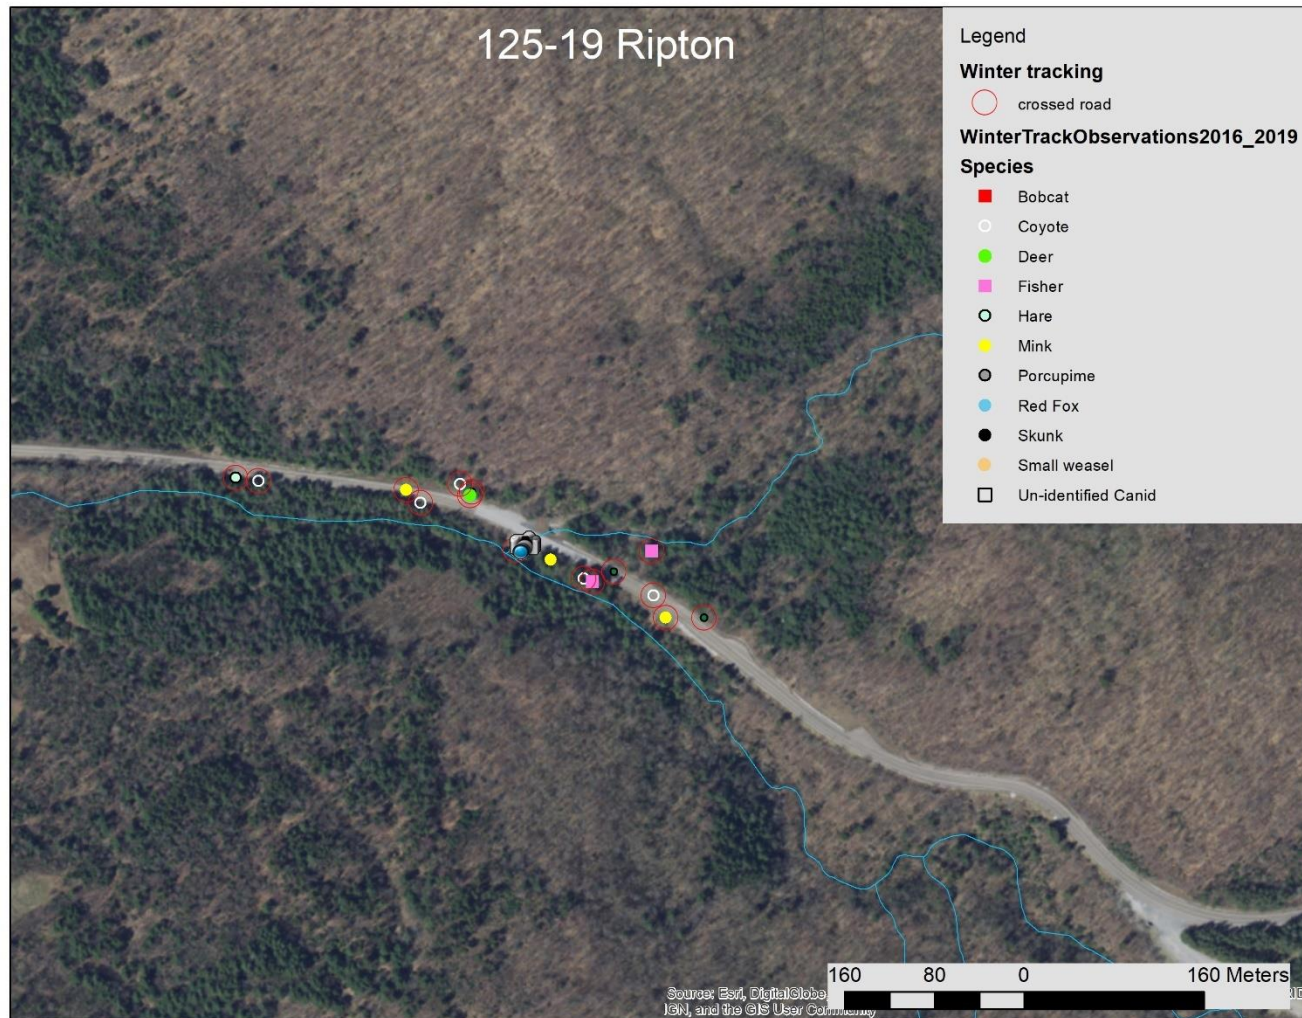 125-19 Ripton
Legend
Winter tracking
crossed road
WinterTrackObservations2016_2019
Species
Bobcat
Coyote
Deer
Fisher
Hare
Mink
Porcupime
Red Fox
Skunk
Small weasel
Un-identified Canid
160 80 0 160 Meters
Source: Esri, DigitalGlobe,
IGN, and the GIS User Community